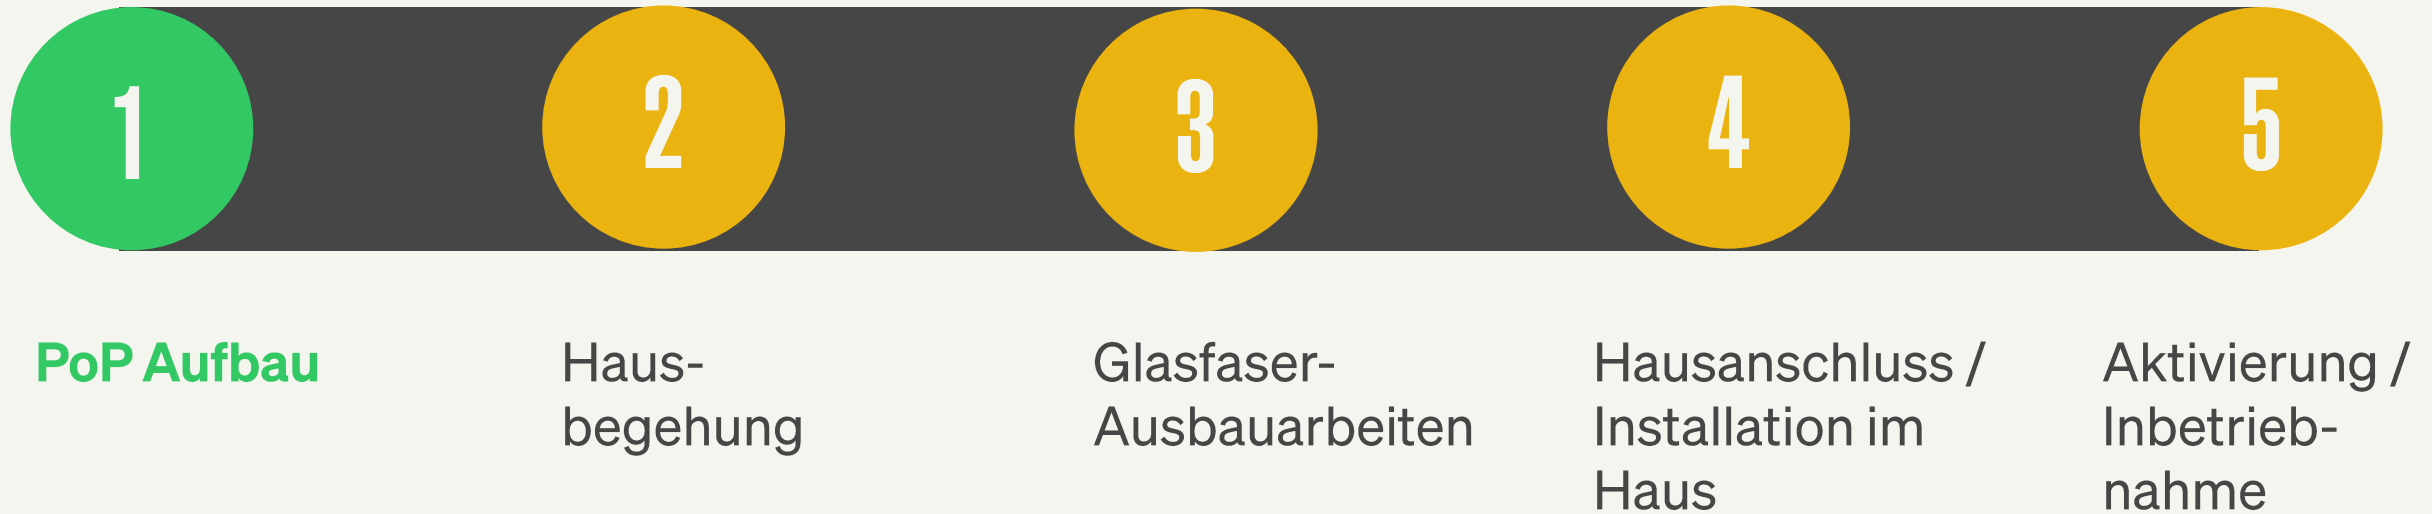 1
2
3
4
5
PoP Aufbau
Haus-
begehung
Glasfaser-
Ausbauarbeiten
Hausanschluss /
Installation im
Haus
Aktivierung /
Inbetrieb-
nahme